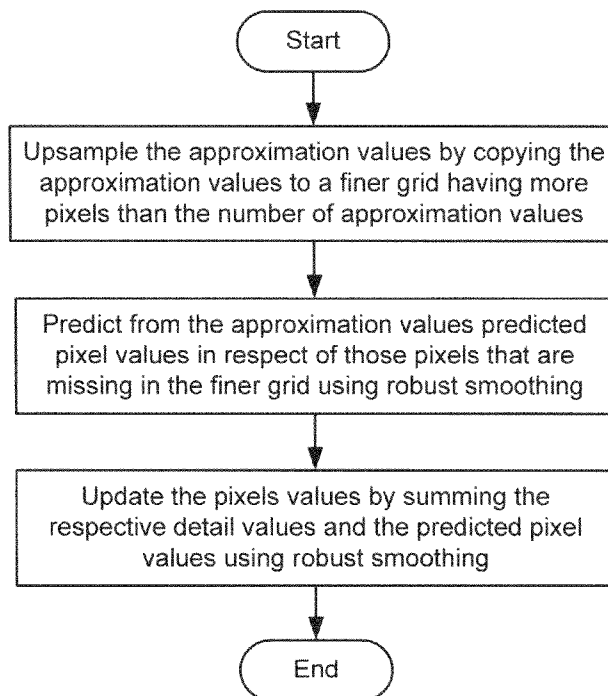 Start
Upsample the approximation values by copying the
approximation values to a finer grid having more
pixels than the number of approximation values
Predict from the approximation values predicted
pixel values in respect of those pixels that are
missing in the finer grid using robust smoothing
Update the pixels values by summing the
respective detail values and the predicted pixel
values using robust smoothing
End